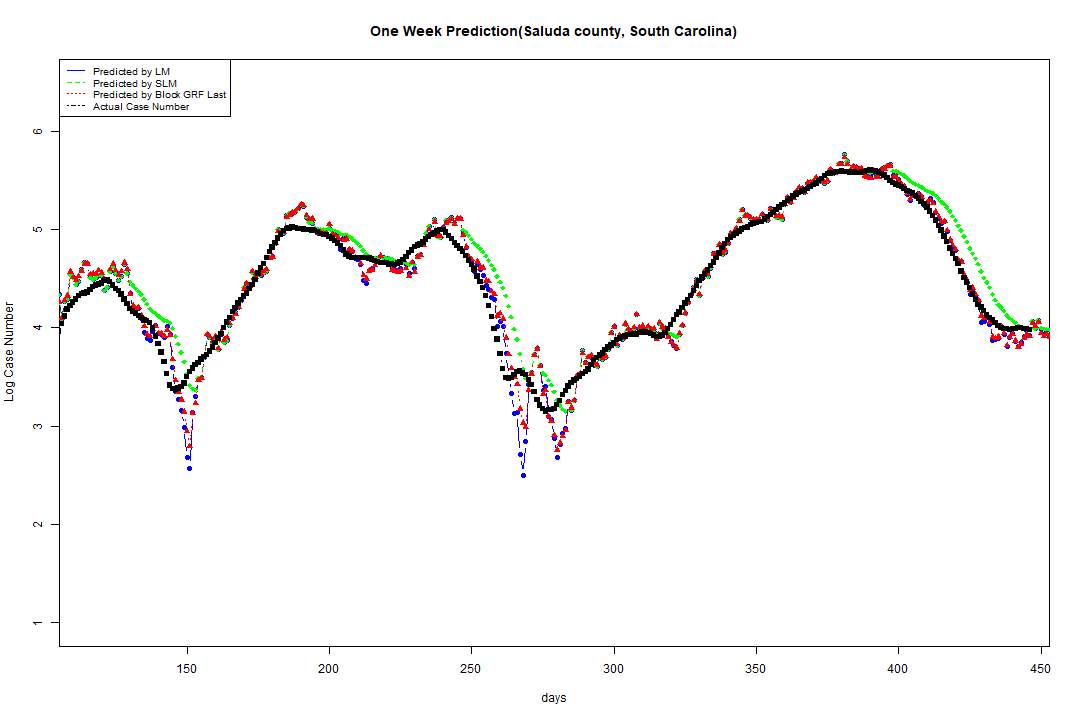 One Week Prediction(Saluda county, South Carolina)
Predicted by LM
Predicted by SLM
Predicted by Block GRF Last
Actual Case Number
Log Case Number
6
5
4
3
2
1
150 200 250 300 350 400 450
days